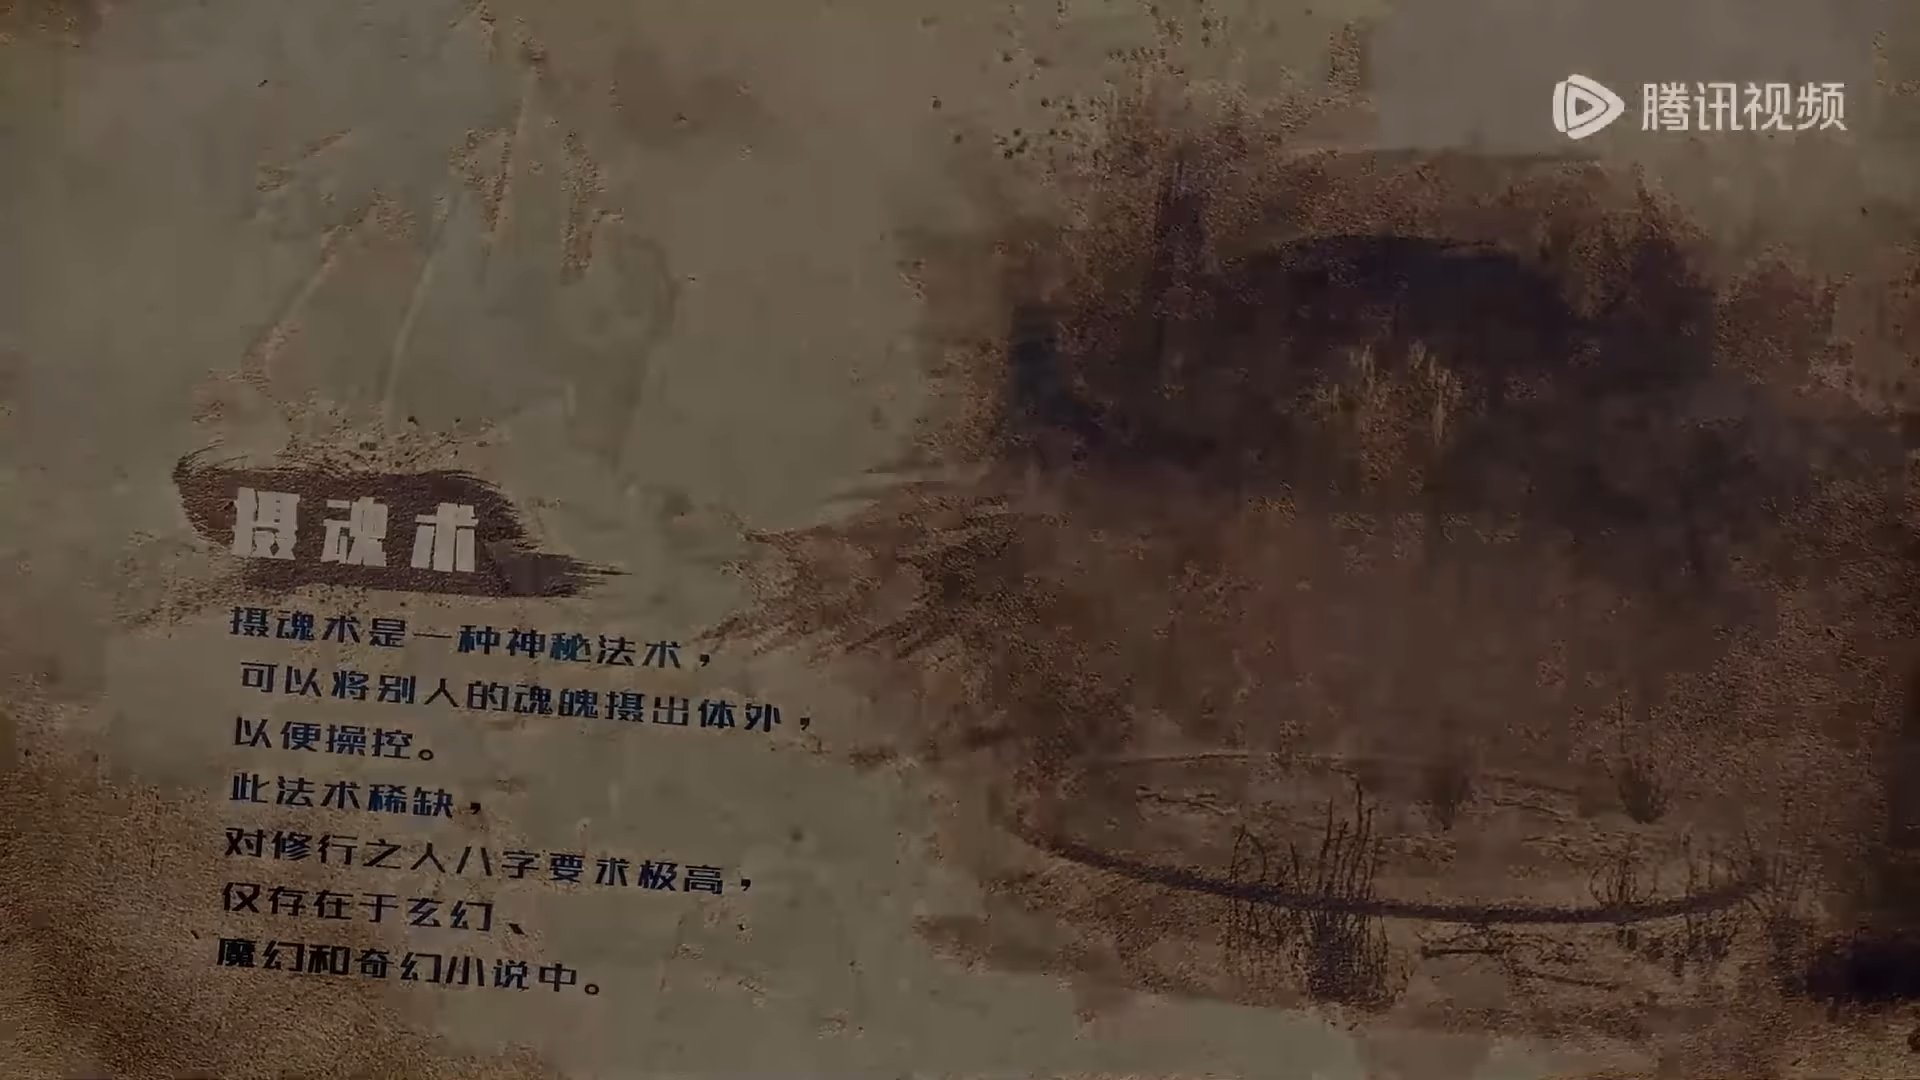 腾讯视频
摄魂术
摄魂术是一种神秘法术，
可以将别人的魂魄摄出体外，
以便操控。
此法术稀缺，
对修行之人八字要求极高，
仅存在于玄幻、
魔幻和奇幻小说中。